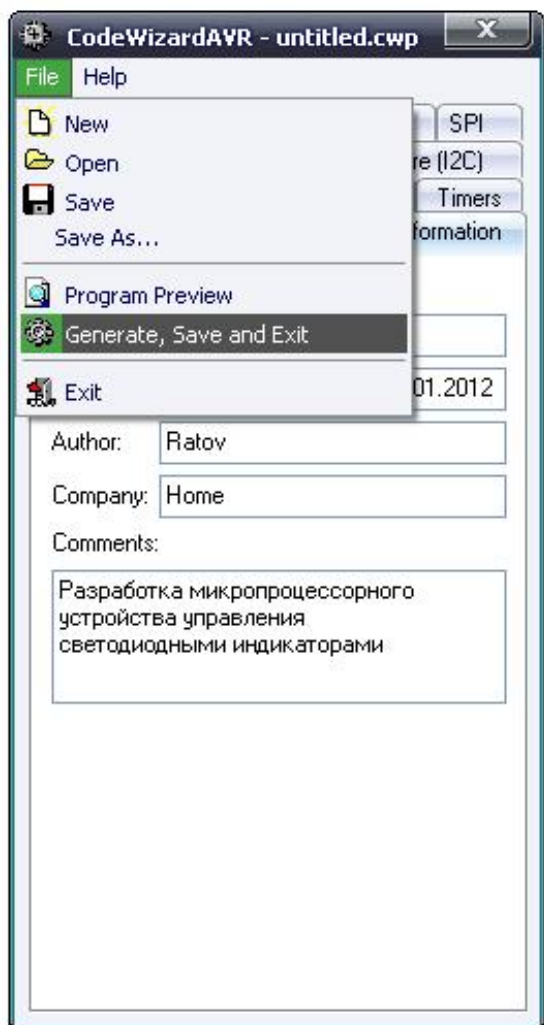 CodeWizardAVR - untitled.cwp
X
File Help
New
Open
Save
Save As...
Program Preview
Generate, Save and Exit
Exit
SPI
re (I2C)
Timers
formation
01.2012
Author: Ratov
Company: Home
Comments:
Разработка микропроцессорного
устройства управления
светодиодными индикаторами